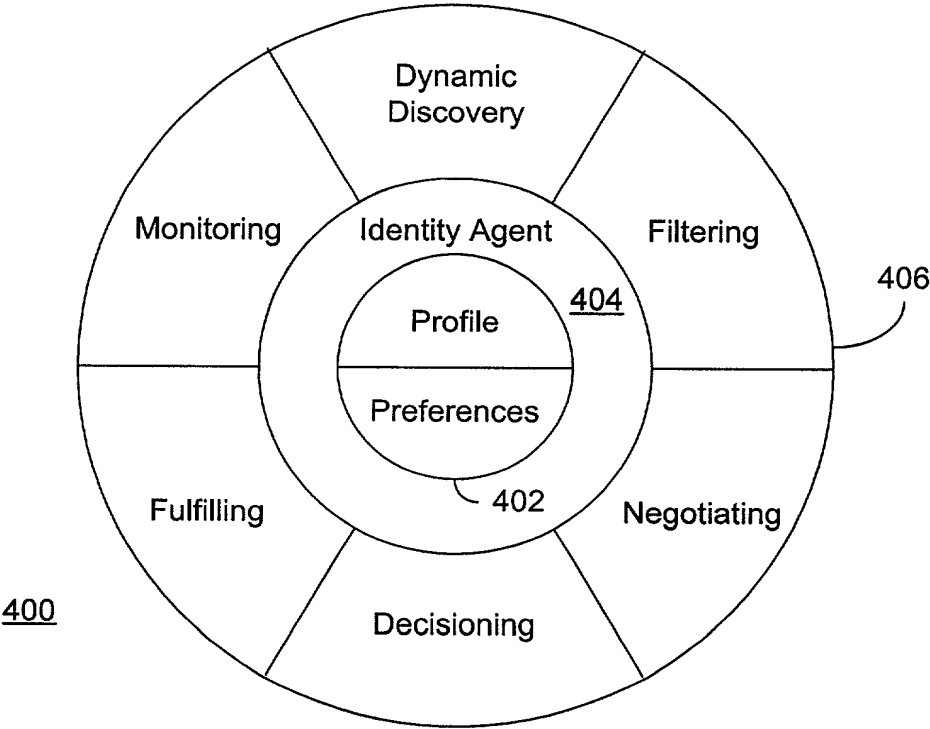 Dynamic
Discovery
Monitoring
Identity Agent
Filtering
406
404
Profile
Preferences
402
Fulfilling
Negotiating
400
Decisioning